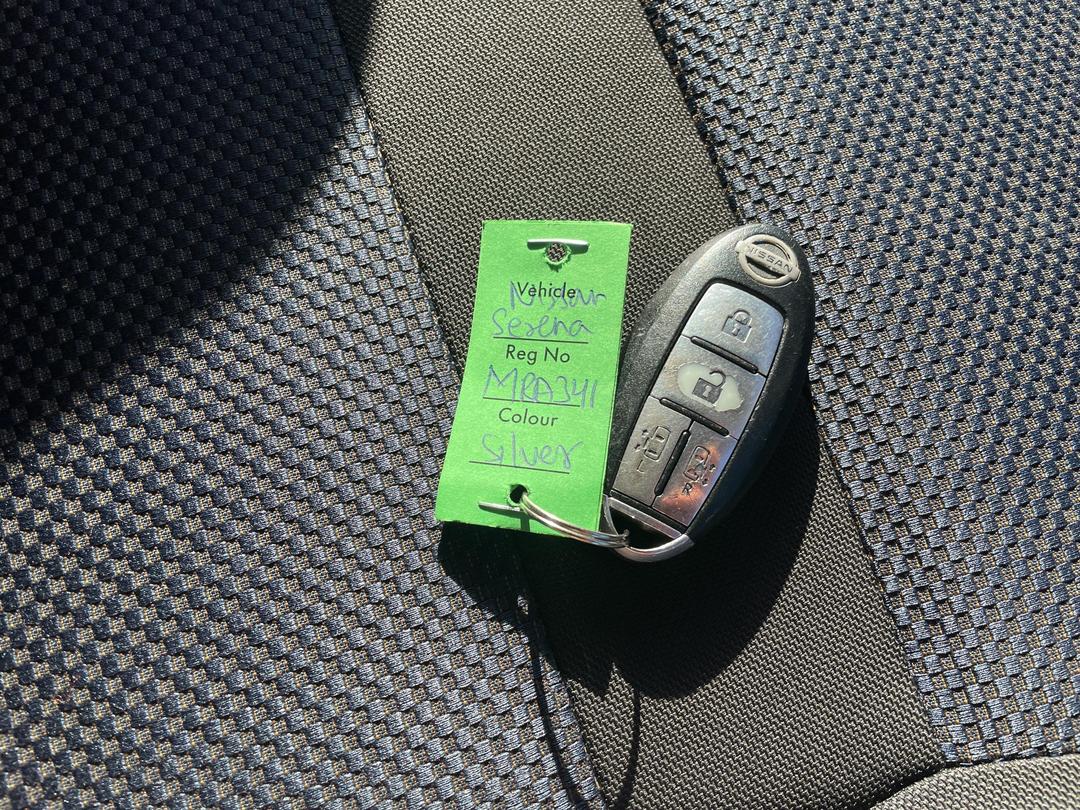 Vehicle
Nissan
Serena
Reg No
MRA341
Colour
Silver
NISSAN
L
R